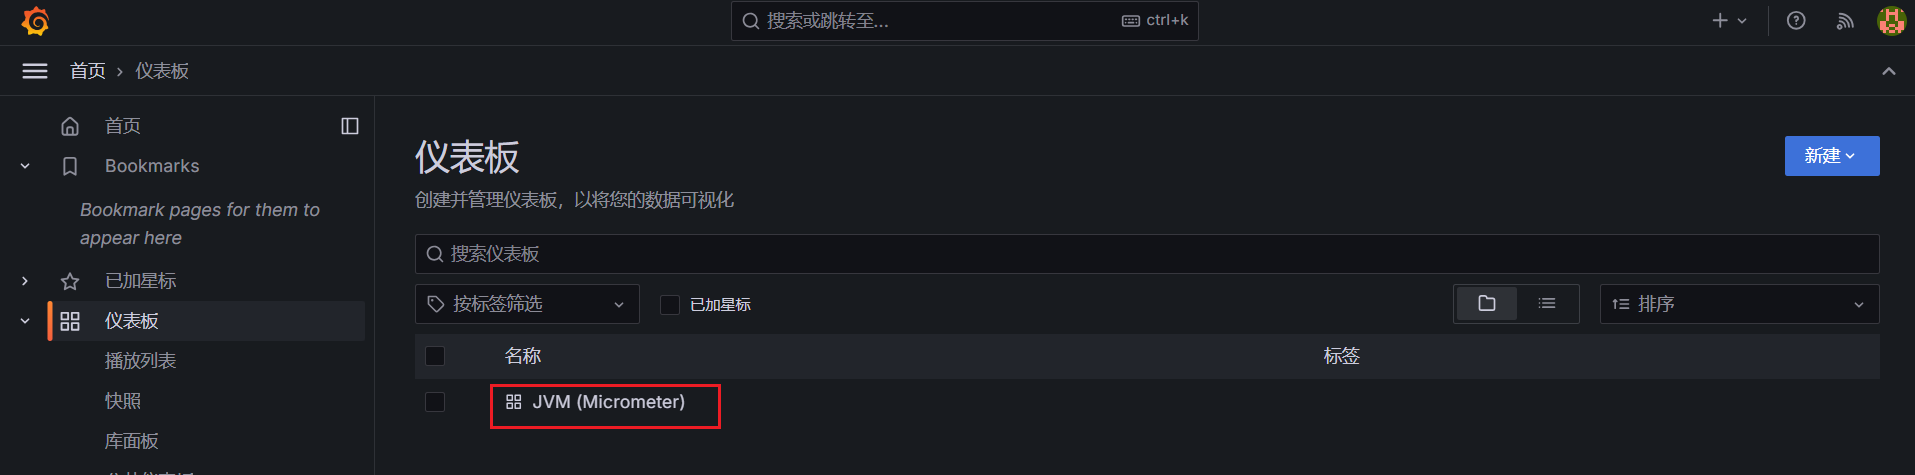 搜索或跳转至... ctrl+k
首页 › 仪表板
首页
Bookmarks
Bookmark pages for them to
appear here
已加星标
仪表板
播放列表
快照
库面板
仪表板
新建
创建并管理仪表板，以将您的数据可视化
搜索仪表板
按标签筛选 已加星标 排序
名称 标签
JVM (Micrometer)